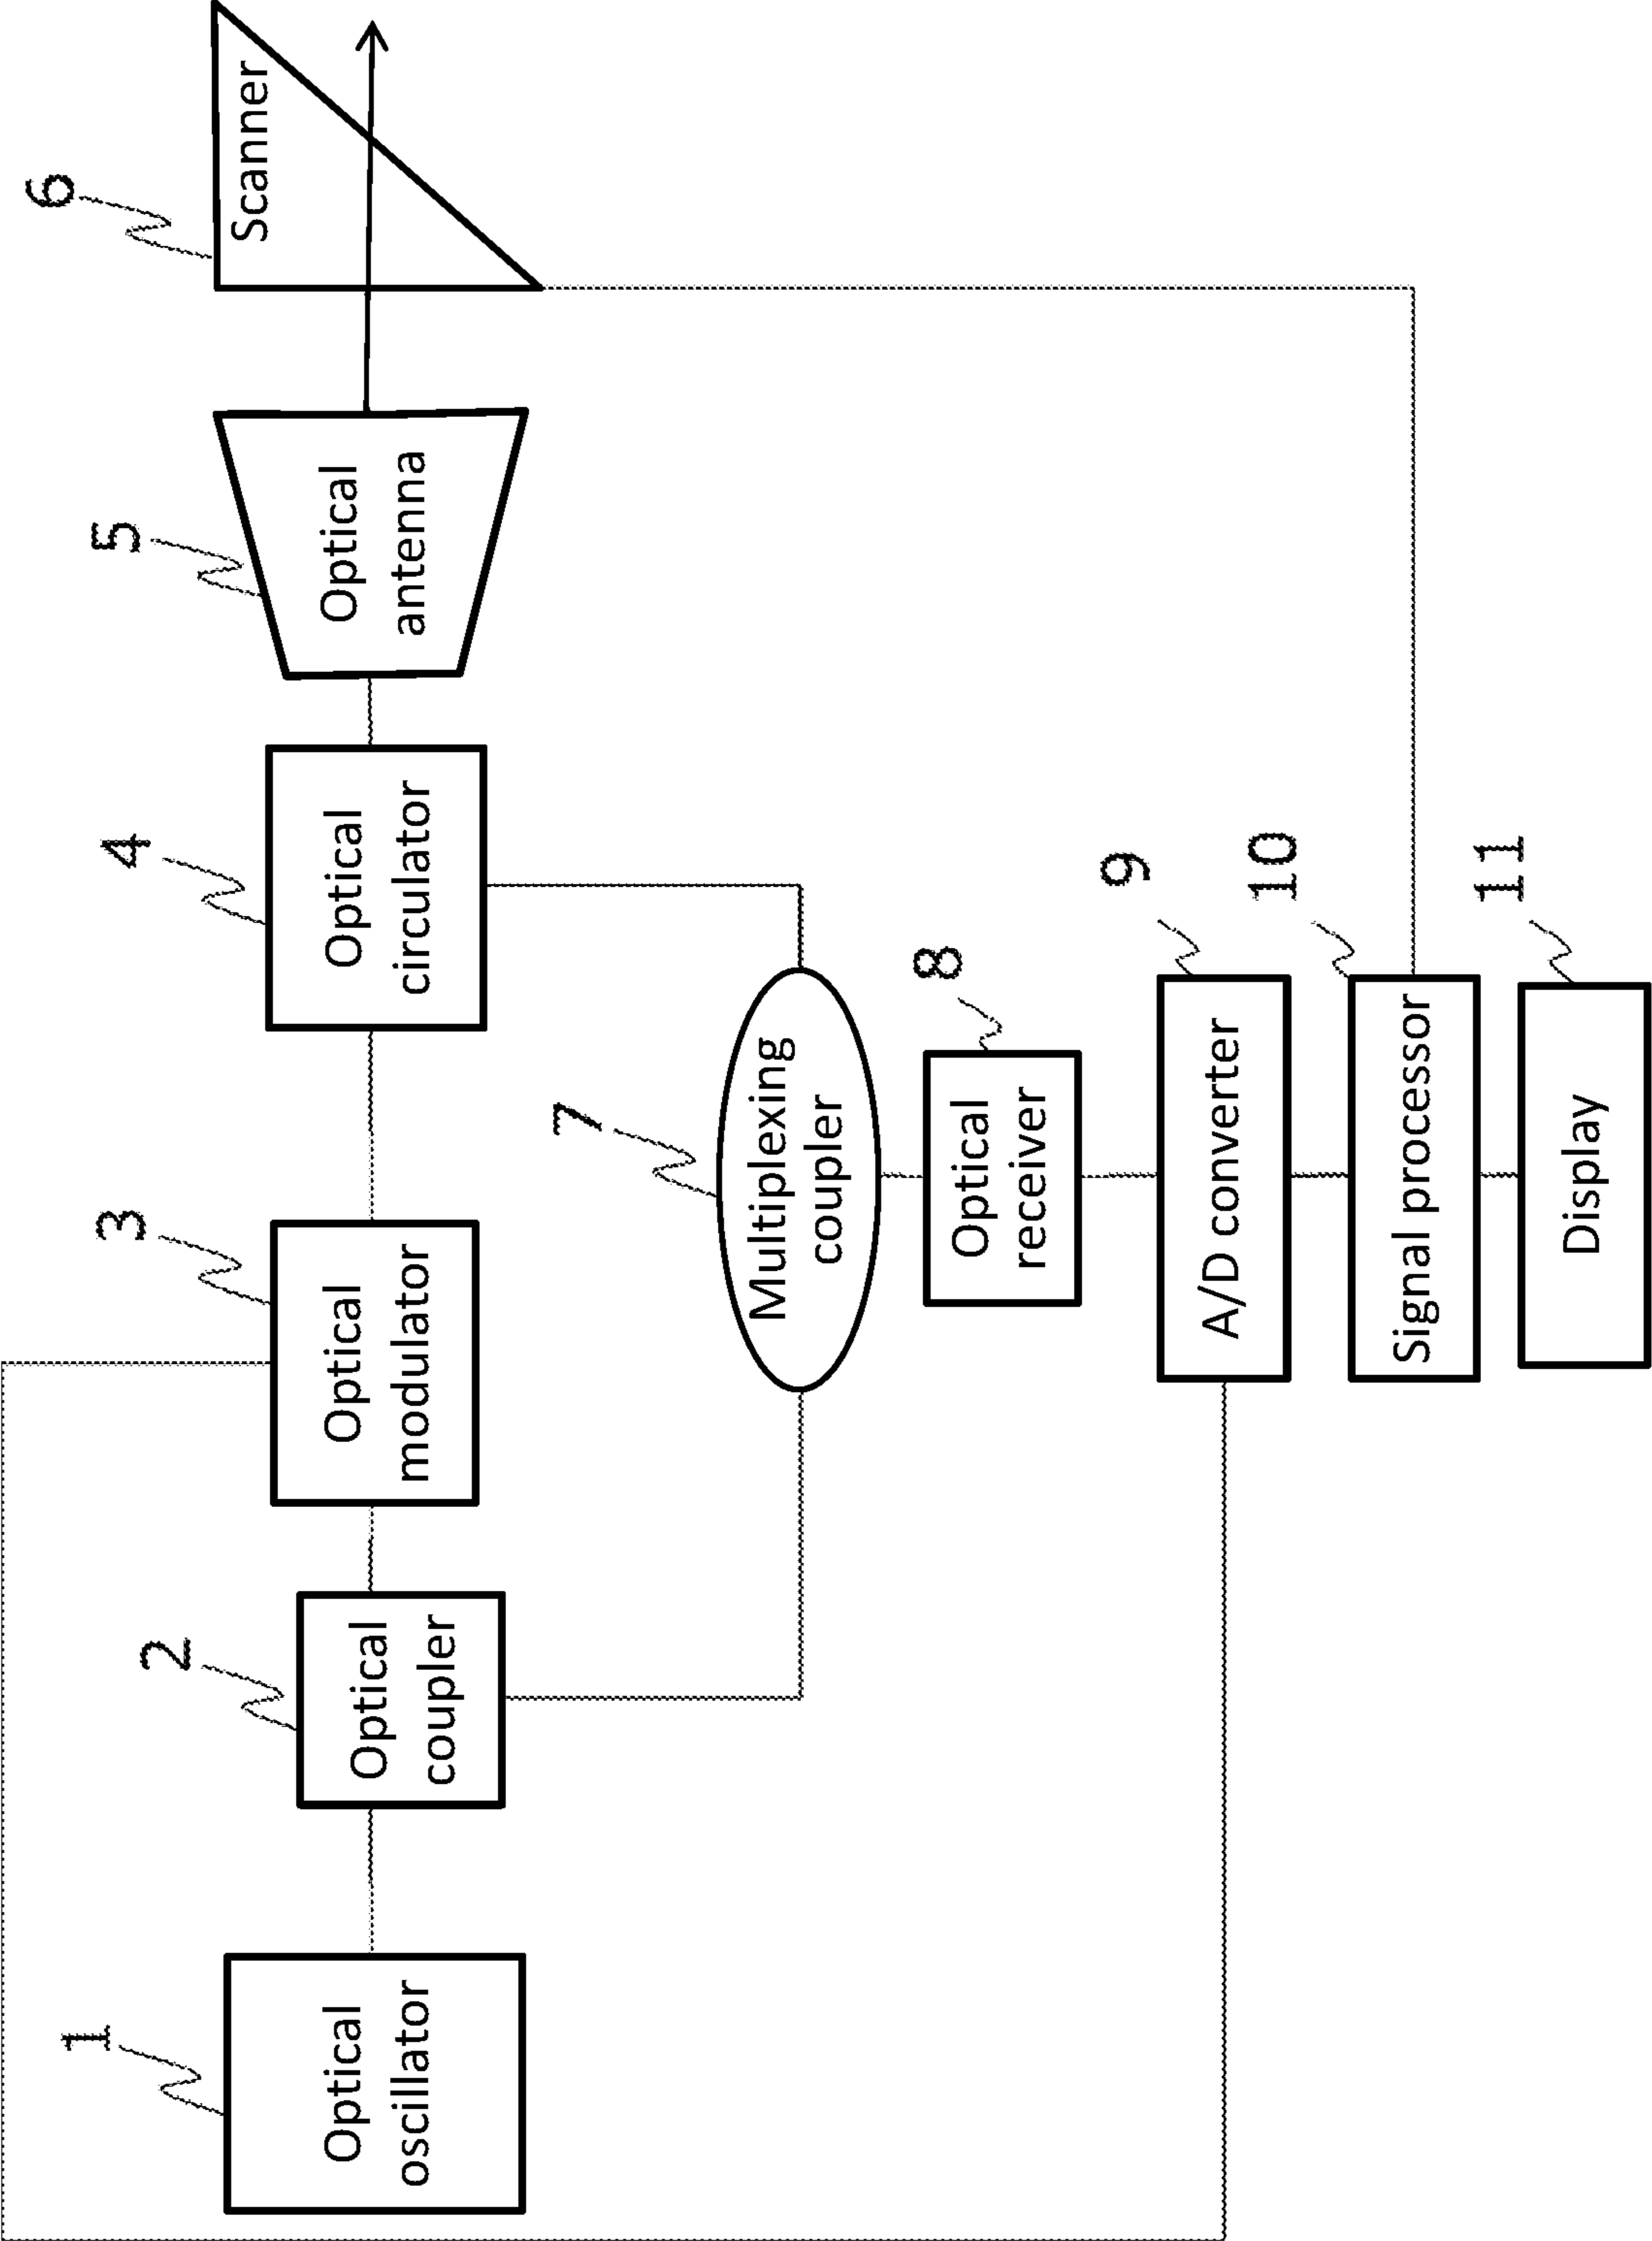 1
Optical
oscillator
2
Optical
coupler
3
Optical
modulator
4
Optical
circulator
5
Optical
antenna
6
Scanner
7
Multiplexing
coupler
8
Optical
receiver
9
A/D converter
10
Signal processor
11
Display